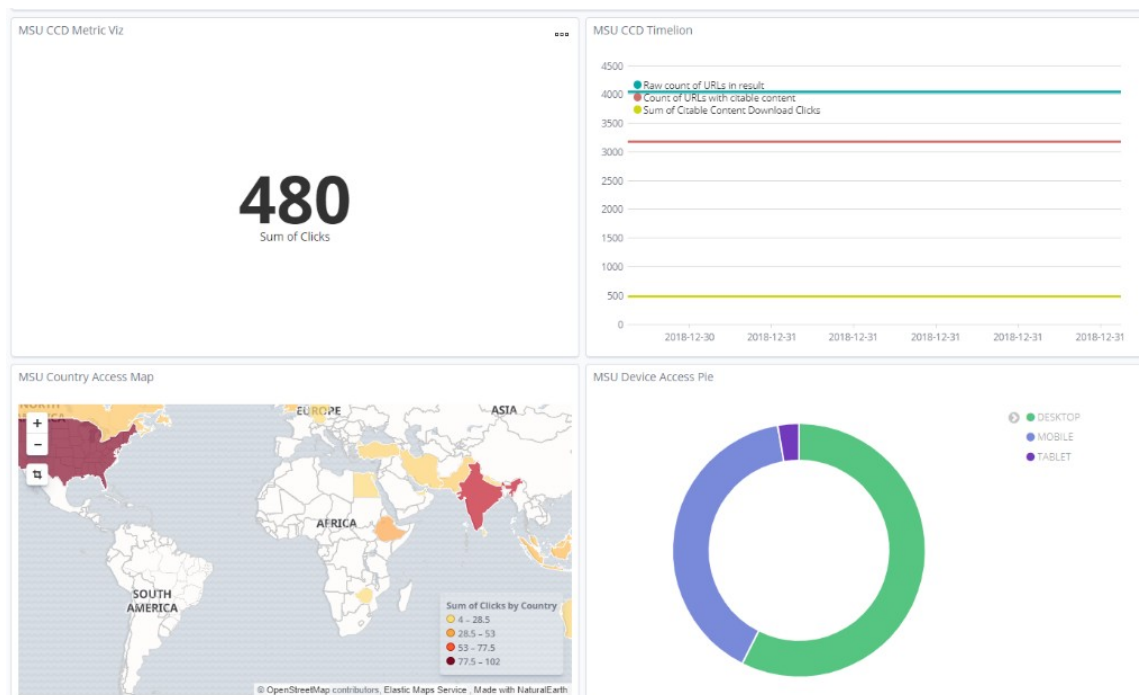 MSU CCD Metric Viz
480
Sum of Clicks
MSU CCD Timelion
4500
4000
3500
3000
2500
2000
1500
1000
500
0
Raw count of URLs in result
Count of URLs with citable content
Sum of Citable Content Download Clicks
2018-12-30
2018-12-31
2018-12-31
2018-12-31
2018-12-31
2018-12-31
MSU Country Access Map
+
−
NORTH
AMERICA
EUROPE
ASIA
AFRICA
SOUTH
AMERICA
Sum of Clicks by Country
4 – 28.5
28.5 – 53
53 – 77.5
77.5 – 102
© OpenStreetMap contributors, Elastic Maps Service , Made with NaturalEarth
MSU Device Access Pie
DESKTOP
MOBILE
TABLET